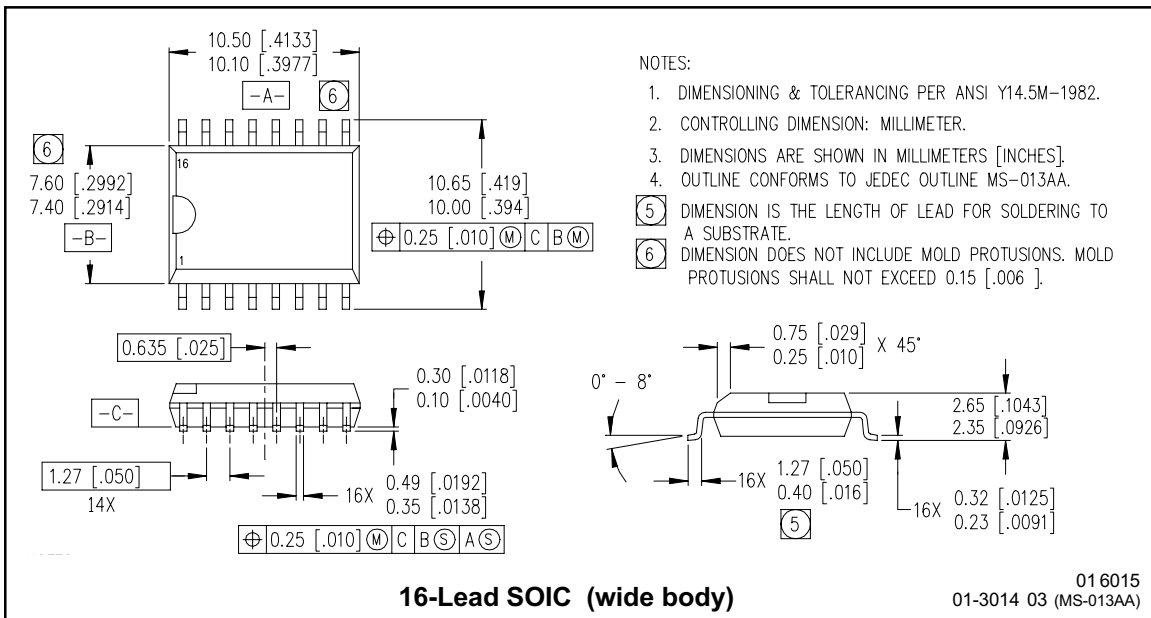 10.50 [.4133]
10.10 [.3977]
-A-
6
6
7.60 [.2992]
7.40 [.2914]
-B-
16
1
10.65 [.419]
10.00 [.394]
⌖ 0.25 [.010] Ⓜ C B Ⓜ
NOTES:
1. DIMENSIONING & TOLERANCING PER ANSI Y14.5M-1982.
2. CONTROLLING DIMENSION: MILLIMETER.
3. DIMENSIONS ARE SHOWN IN MILLIMETERS [INCHES].
4. OUTLINE CONFORMS TO JEDEC OUTLINE MS-013AA.
5 DIMENSION IS THE LENGTH OF LEAD FOR SOLDERING TO
A SUBSTRATE.
6 DIMENSION DOES NOT INCLUDE MOLD PROTUSIONS. MOLD
PROTUSIONS SHALL NOT EXCEED 0.15 [.006 ].
0.635 [.025]
-C-
0.30 [.0118]
0.10 [.0040]
1.27 [.050]
14X
16X 0.49 [.0192]
0.35 [.0138]
⌖ 0.25 [.010] Ⓜ C B Ⓢ A Ⓢ
0.75 [.029]
0.25 [.010]
X 45°
0° - 8°
2.65 [.1043]
2.35 [.0926]
16X 1.27 [.050]
0.40 [.016]
5
16X 0.32 [.0125]
0.23 [.0091]
16-Lead SOIC (wide body)
01 6015
01-3014 03 (MS-013AA)